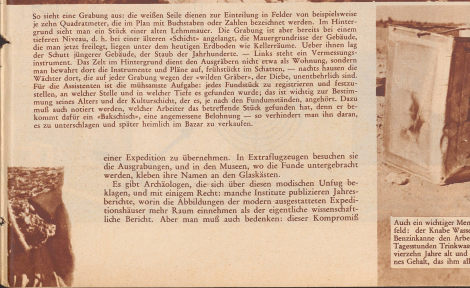 So sieht eine Grabung aus: die weißen Seile dienen zur Einteilung in Felder von beispielsweise
je zehn Quadratmeter, die im Plan mit Buchstaben oder Zahlen bezeichnet werden. Im Hinter-
grund sieht man ein Stück einer alten Lehmmauer. Die Grabung ist aber bereits bei einem
tieferen Niveau, d. h. bei einer älteren «Schicht» angelangt, die Mauergrundrisse der Gebäude,
die man jetzt freilegt, liegen unter dem heutigen Erdboden wie Kellerräume. Ueber ihnen lag
der Schutt jüngerer Gebäude, der Staub der Jahrhunderte. — Links steht ein Vermessungs-
instrument. Das Zelt im Hintergrund dient den Ausgräbern nicht etwa als Wohnung, sondern
man bewahrt dort die Instrumente und Pläne auf, frühstückt im Schatten, — nachts hausen die
Wächter dort, die auf jeder Grabung wegen der «wilden Gräber», der Diebe, unentbehrlich sind.
Für die Assistenten ist die mühsamste Aufgabe: jedes Fundstück zu registrieren und festzu-
stellen, an welcher Stelle und in welcher Tiefe es gefunden wurde; das ist wichtig zur Bestim-
mung seines Alters und der Kulturschicht, der es, je nach den Fundumständen, angehört. Dazu
muß auch notiert werden, welcher Arbeiter das betreffende Stück gefunden hat, denn er be-
kommt dafür ein «Bakschisch», eine angemessene Belohnung — so verhindert man ihn daran,
es zu unterschlagen und später heimlich im Bazar zu verkaufen.
einer Expedition zu übernehmen. In Extraflugzeugen besuchen sie
die Ausgrabungen, und in den Museen, wo die Funde untergebracht
werden, kleben ihre Namen an den Glaskästen.
Es gibt Archäologen, die sich über diesen modischen Unfug be-
klagen, und mit einigem Recht: manche Institute publizieren Jahres-
berichte, worin die Abbildungen der modern ausgestatteten Expedi-
tionshäuser mehr Raum einnehmen als der eigentliche wissenschaft-
liche Bericht. Aber man muß auch bedenken: dieser Kompromiß
Auch ein wichtiger Men
feld: der Knabe Wasse
Benzinkanne den Arbe
Tagesstunden Trinkwas
vierzehn Jahre alt und
nes Gehalt, das ihm all